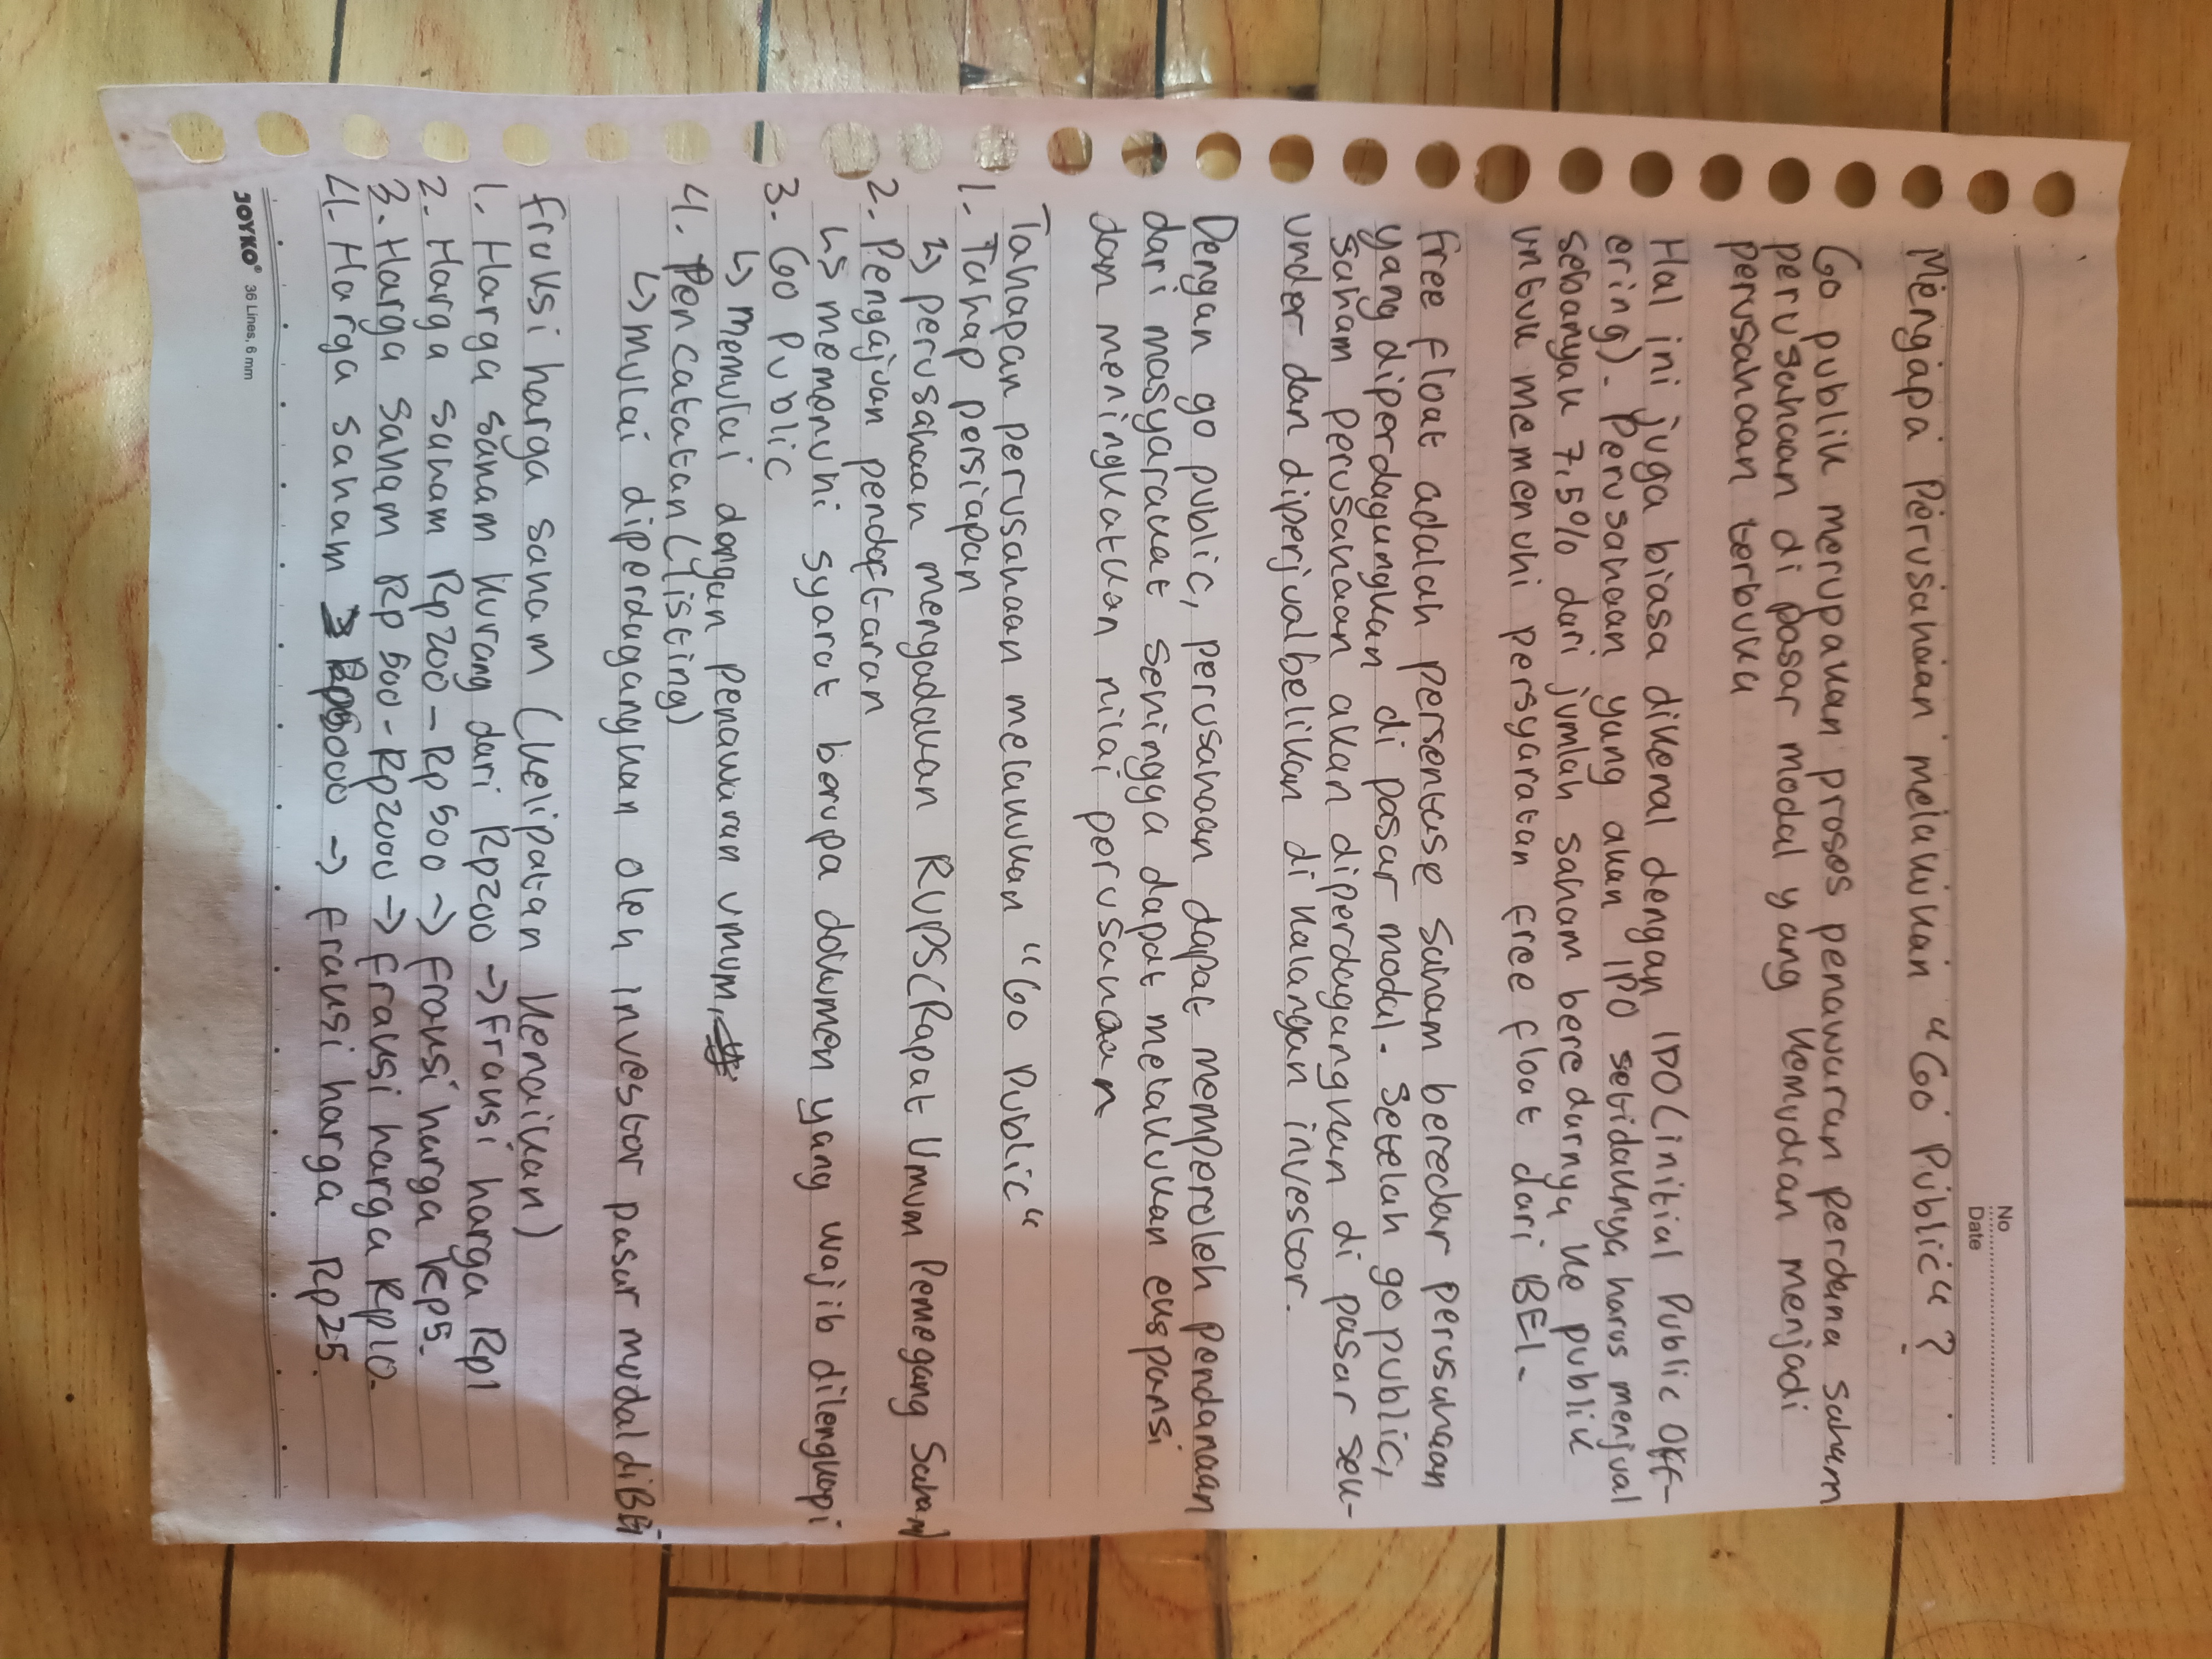 No
Date
Mengapa Perusahaan melakukan “Go Public“ ?
Go publik merupakan proses penawaran perdana saham
perusahaan di pasar modal yang kemudian menjadi
perusahaan terbuka
Hal ini juga biasa dikenal dengan IPO (initial Public Off-
ering). Perusahaan yang akan IPO setidaknya harus menjual
sebanyak 7,5% dari jumlah saham beredarnya ke publik
untuk memenuhi persyaratan free float dari BEI.
Free float adalah persentase saham beredar perusahaan
yang diperdagangkan di pasar modal. Setelah go public,
saham perusahaan akan diperdagangkan di pasar sek-
under dan diperjualbelikan di kalangan investor.
Dengan go public, perusahaan dapat memperoleh pendanaan
dari masyarakat sehingga dapat melakukan ekspansi
dan meningkatkan nilai perusahaan
Tahapan perusahaan melakukan “Go Public“
1. Tahap persiapan
↳ perusahaan mengadakan RUPS (Rapat Umum Pemegang Saham)
2. Pengajuan pendaftaran
↳ memenuhi syarat berupa dokumen yang wajib dilengkapi
3. Go Public
↳ memulai dengan penawaran umum,
4. Pencatatan (listing)
↳ mulai diperdagangkan oleh investor pasar modal di BEI
Fraksi harga saham (kelipatan kenaikan)
1. Harga saham kurang dari Rp200 → Fraksi harga Rp1
2. Harga saham Rp200 – Rp500 → fraksi harga Rp5.
3. Harga saham Rp 500 – Rp2000 → fraksi harga Rp10.
4. Harga saham ≥ Rp5000 → fraksi harga Rp25.
JOYKO® 36 Lines, 6 mm